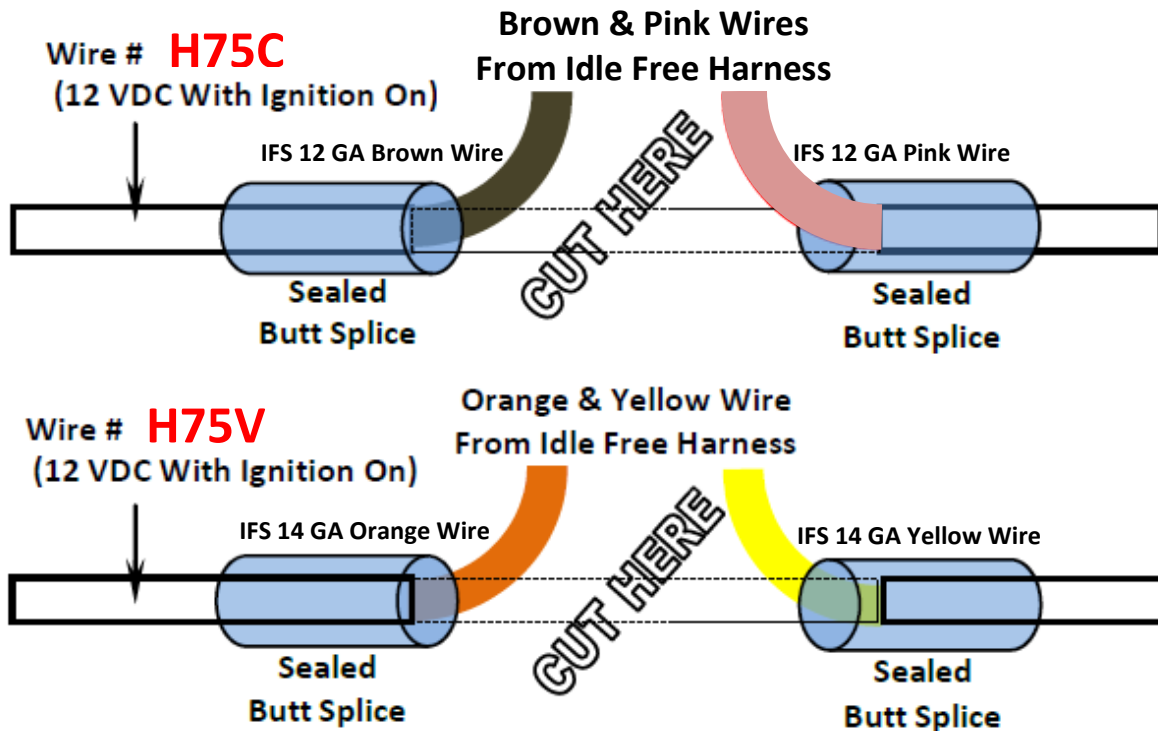 Brown & Pink Wires
From Idle Free Harness
Wire # H75C
(12 VDC With Ignition On)
IFS 12 GA Brown Wire
IFS 12 GA Pink Wire
CUT HERE
Sealed
Butt Splice
Sealed
Butt Splice
Orange & Yellow Wire
From Idle Free Harness
Wire # H75V
(12 VDC With Ignition On)
IFS 14 GA Orange Wire
IFS 14 GA Yellow Wire
CUT HERE
Sealed
Butt Splice
Sealed
Butt Splice